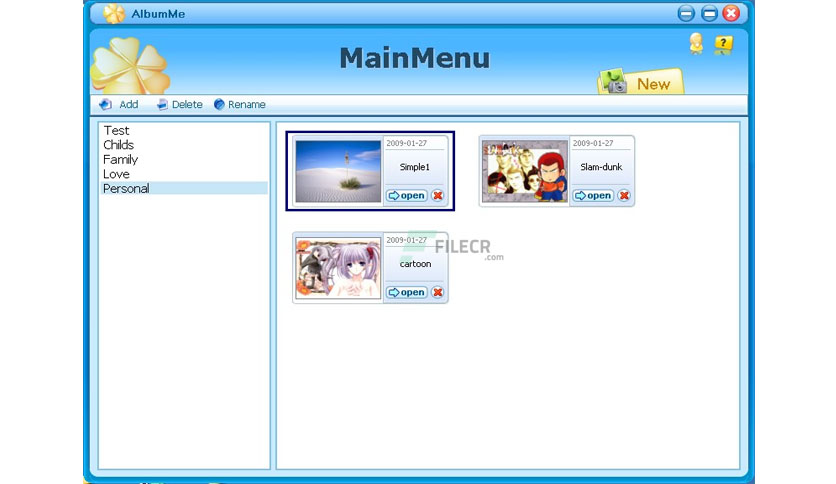 AlbumMe
MainMenu
?
New
Add Delete Rename
Test
Childs
Family
Love
Personal
2009-01-27
Simple1
open
2009-01-27
Slam-dunk
open
2009-01-27
cartoon
open
FILECR
.com